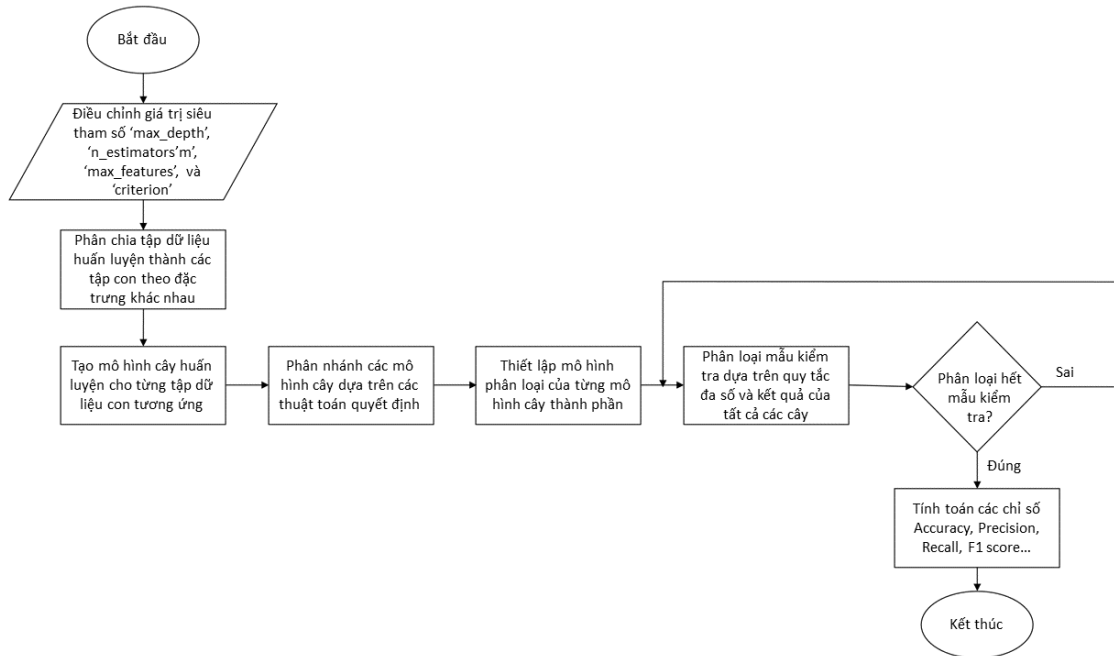 Bắt đầu
Điều chỉnh giá trị siêu
tham số ‘max_depth’,
‘n_estimators’m’,
‘max_features’, và
‘criterion’
Phân chia tập dữ liệu
huấn luyện thành các
tập con theo đặc
trưng khác nhau
Tạo mô hình cây huấn
luyện cho từng tập dữ
liệu con tương ứng
Phân nhánh các mô
hình cây dựa trên các
thuật toán quyết định
Thiết lập mô hình
phân loại của từng mô
hình cây thành phần
Phân loại mẫu kiểm
tra dựa trên quy tắc
đa số và kết quả của
tất cả các cây
Phân loại hết
mẫu kiểm
tra?
Sai
Đúng
Tính toán các chỉ số
Accuracy, Precision,
Recall, F1 score...
Kết thúc